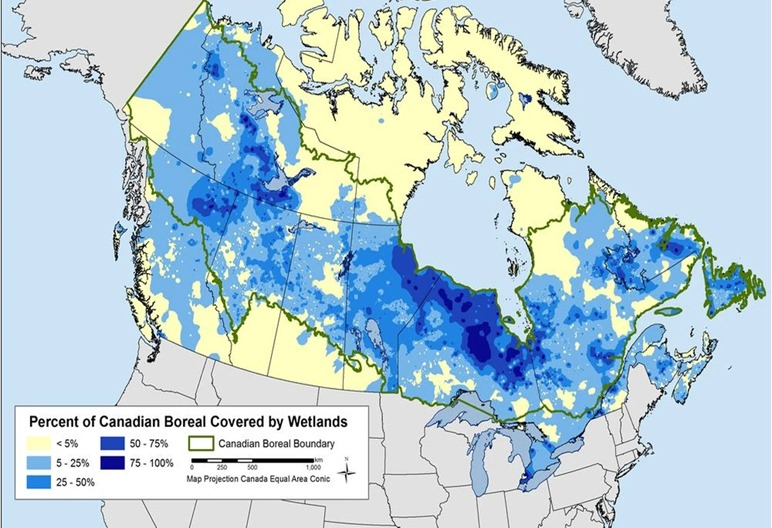 Percent of Canadian Boreal Covered by Wetlands
< 5%
50 - 75%
Canadian Boreal Boundary
5 - 25%
75 - 100%
km
0 250 500 1,000
25 - 50%
Map Projection Canada Equal Area Conic
N